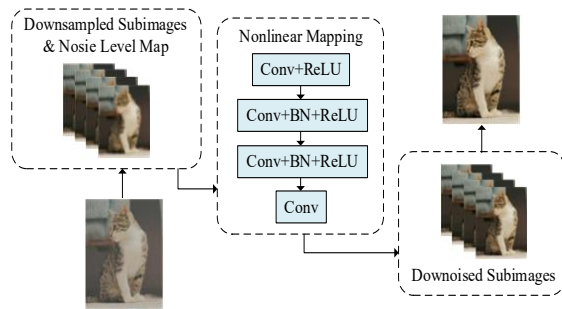 Downsampled Subimages
& Nosie Level Map
Nonlinear Mapping
Conv+ReLU
Conv+BN+ReLU
Conv+BN+ReLU
Conv
Downoised Subimages